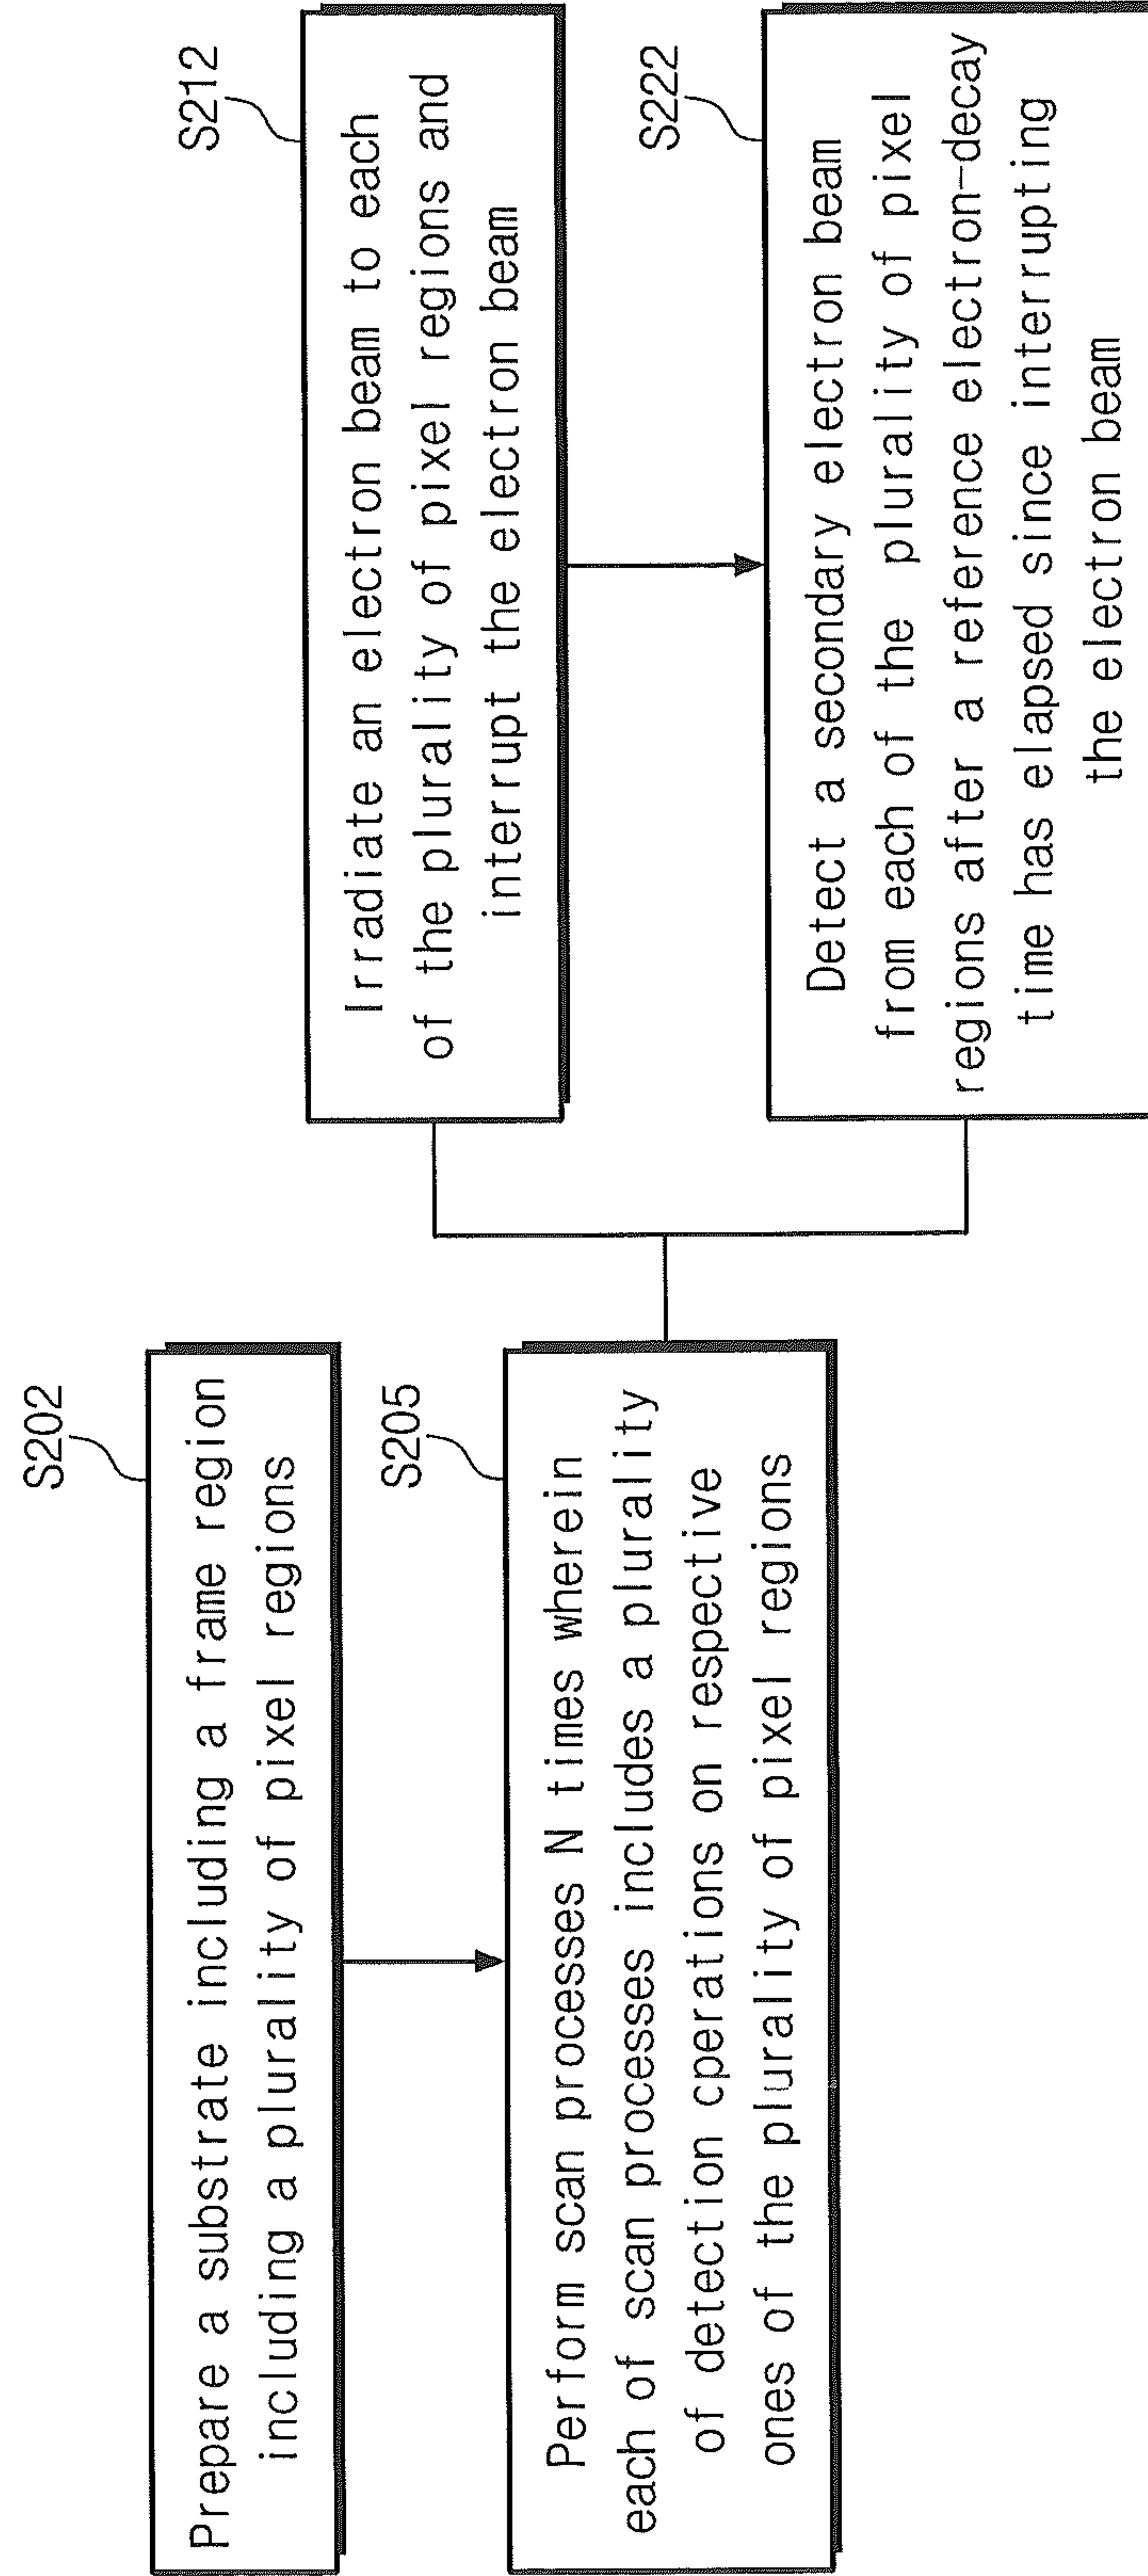 S202
Prepare a substrate including a frame region
including a plurality of pixel regions
S205
Perform scan processes N times wherein
each of scan processes includes a plurality
of detection cperations on respective
ones of the plurality of pixel regions
S212
Irradiate an electron beam to each
of the plurality of pixel regions and
interrupt the electron beam
S222
Detect a secondary electron beam
from each of the plurality of pixel
regions after a reference electron-decay
time has elapsed since interrupting
the electron beam